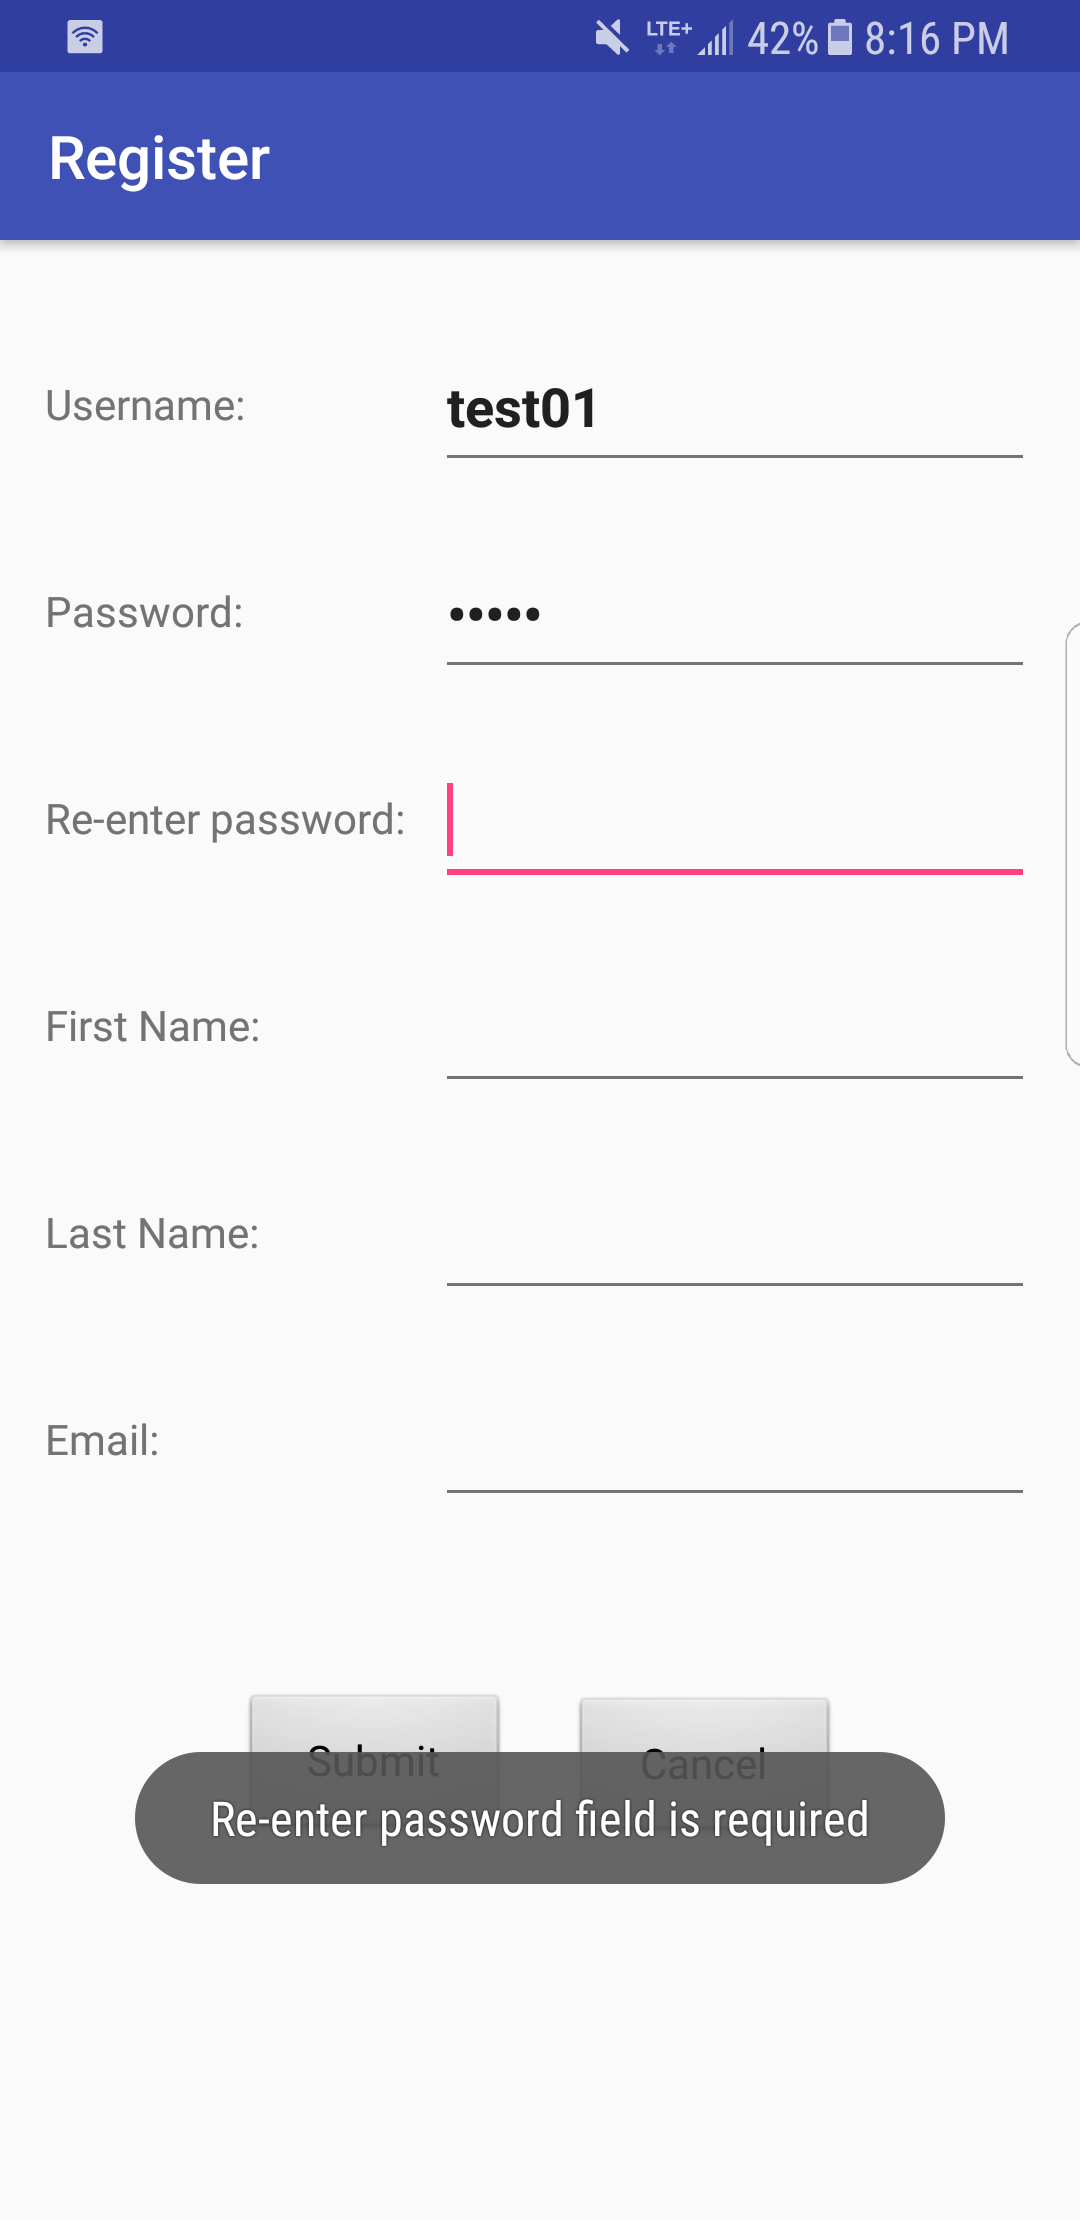 LTE+ 42% 8:16 PM
Register
Username: test01
Password: •••••
Re-enter password:
First Name:
Last Name:
Email:
Submit Cancel
Re-enter password field is required